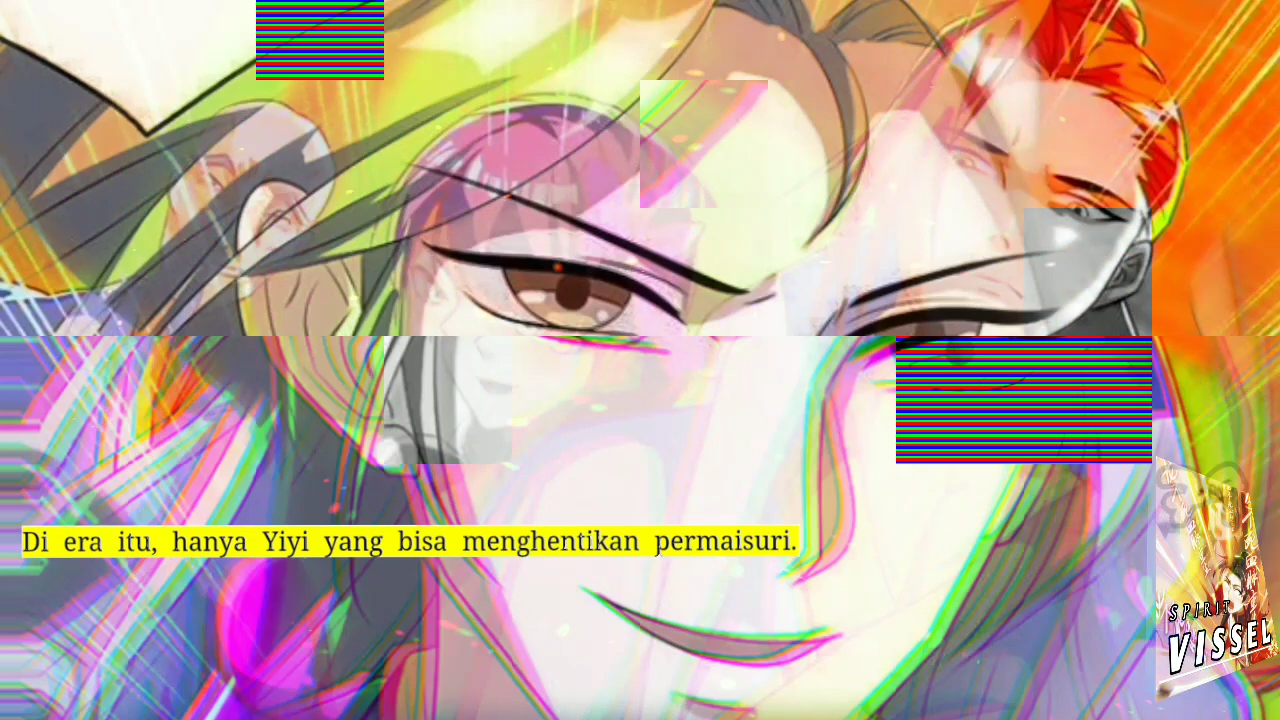 Di era itu, hanya Yiyi yang bisa menghentikan permaisuri.
SPIRIT
VISSEL